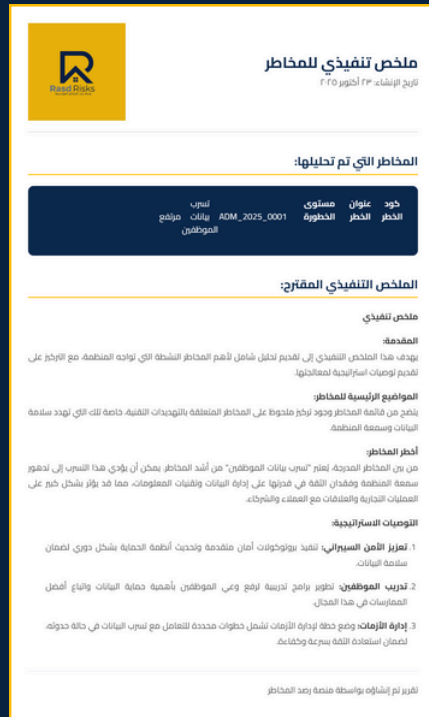 Rasd Risks
ملخص تنفيذي للمخاطر
تاريخ الإنشاء: ٢٣ أكتوبر ٢٠٢٥
المخاطر التي تم تحليلها:
كود الخطر
عنوان الخطر
مستوى الخطورة
ADM_2025_0001
تسرب بيانات الموظفين
مرتفع
الملخص التنفيذي المقترح:
ملخص تنفيذي
المقدمة:
يهدف هذا الملخص التنفيذي إلى تقديم تحليل شامل لأهم المخاطر النشطة التي تواجه المنظمة، مع التركيز على
تقديم توصيات استراتيجية لمعالجتها.
المواضيع الرئيسية للمخاطر:
يتضح من قائمة المخاطر وجود تركيز ملحوظ على المخاطر المتعلقة بالتهديدات التقنية، خاصة تلك التي تهدد سلامة
البيانات وسمعة المنظمة.
أخطر المخاطر:
من بين المخاطر المدرجة، يُعتبر "تسرب بيانات الموظفين" من أشد المخاطر. يمكن أن يؤدي هذا التسرب إلى تدهور
سمعة المنظمة وفقدان الثقة في قدرتها على إدارة البيانات وتقنيات المعلومات، مما قد يؤثر بشكل كبير على
العمليات التجارية والعلاقات مع العملاء والشركاء.
التوصيات الاستراتيجية:
1. تعزيز الأمن السيبراني: تنفيذ بروتوكولات أمان متقدمة وتحديث أنظمة الحماية بشكل دوري لضمان
سلامة البيانات.
2. تدريب الموظفين: تطوير برامج تدريبية لرفع وعي الموظفين بأهمية حماية البيانات واتباع أفضل
الممارسات في هذا المجال.
3. إدارة الأزمات: وضع خطة لإدارة الأزمات تشمل خطوات محددة للتعامل مع تسرب البيانات في حالة حدوثه،
لضمان استعادة الثقة بسرعة وكفاءة.
تقرير تم إنشاؤه بواسطة منصة رصد المخاطر